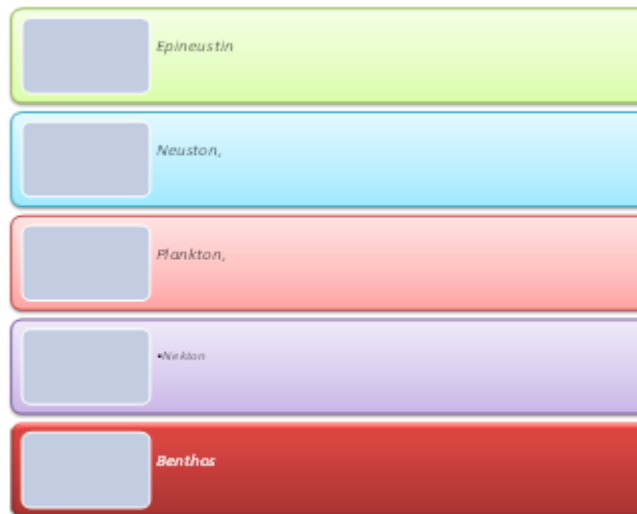 Epineustin
Neuston,
Plankton,
•Nekton
Benthos